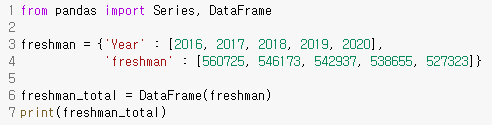 1 from pandas import Series, DataFrame
2
3 freshman = {'Year' : [2016, 2017, 2018, 2019, 2020],
4             'freshman' : [560725, 546173, 542937, 538655, 527323]}
5
6 freshman_total = DataFrame(freshman)
7 print(freshman_total)